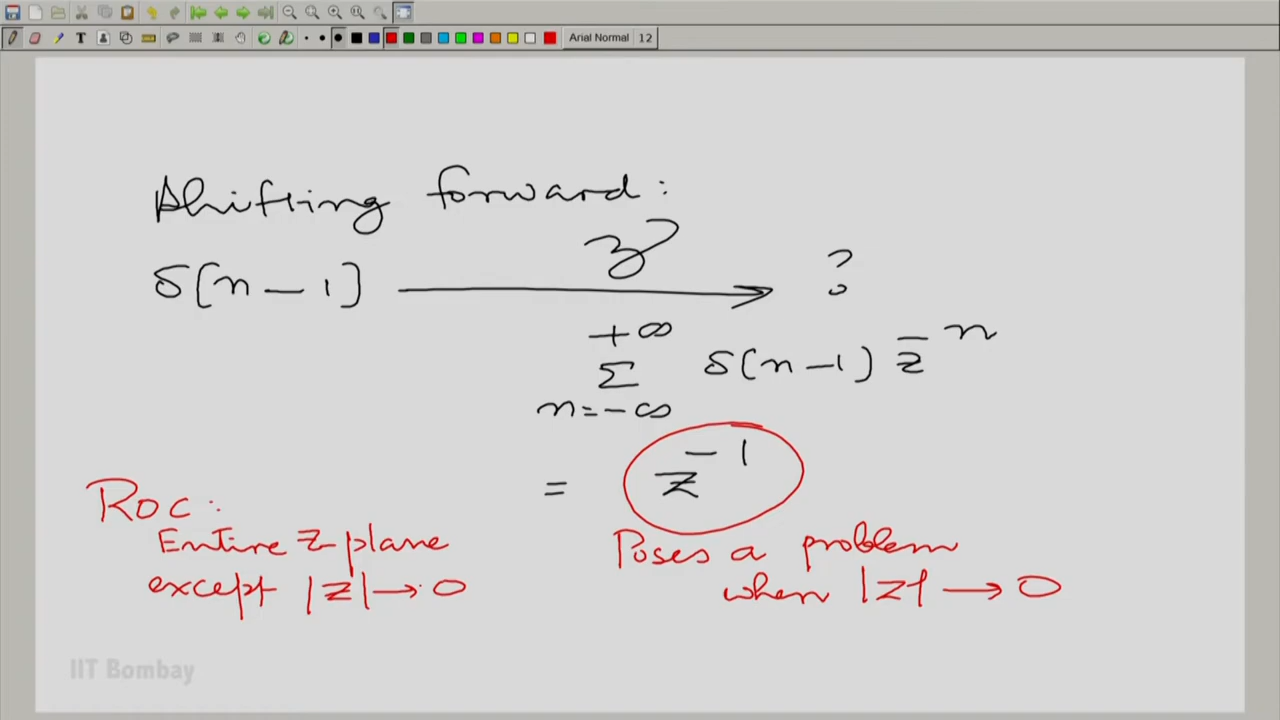 Arial Normal 12
Shifting forward:
δ[n-1] ⟶ ?
Z
+∞
Σ δ[n-1] z^-n
n=-∞
= z^-1
ROC:
Entire z-plane
except |z|→0
Poses a problem
when |z|→0
IIT Bombay